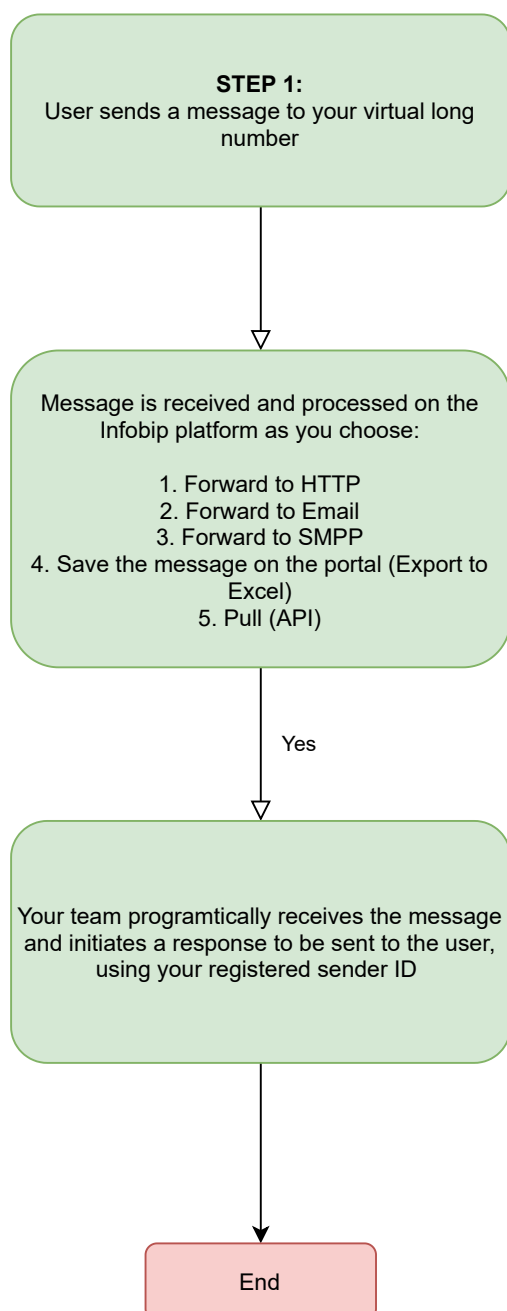 STEP 1:
User sends a message to your virtual long
number
Message is received and processed on the
Infobip platform as you choose:
1. Forward to HTTP
2. Forward to Email
3. Forward to SMPP
4. Save the message on the portal (Export to
Excel)
5. Pull (API)
Yes
Your team programtically receives the message
and initiates a response to be sent to the user,
using your registered sender ID
End